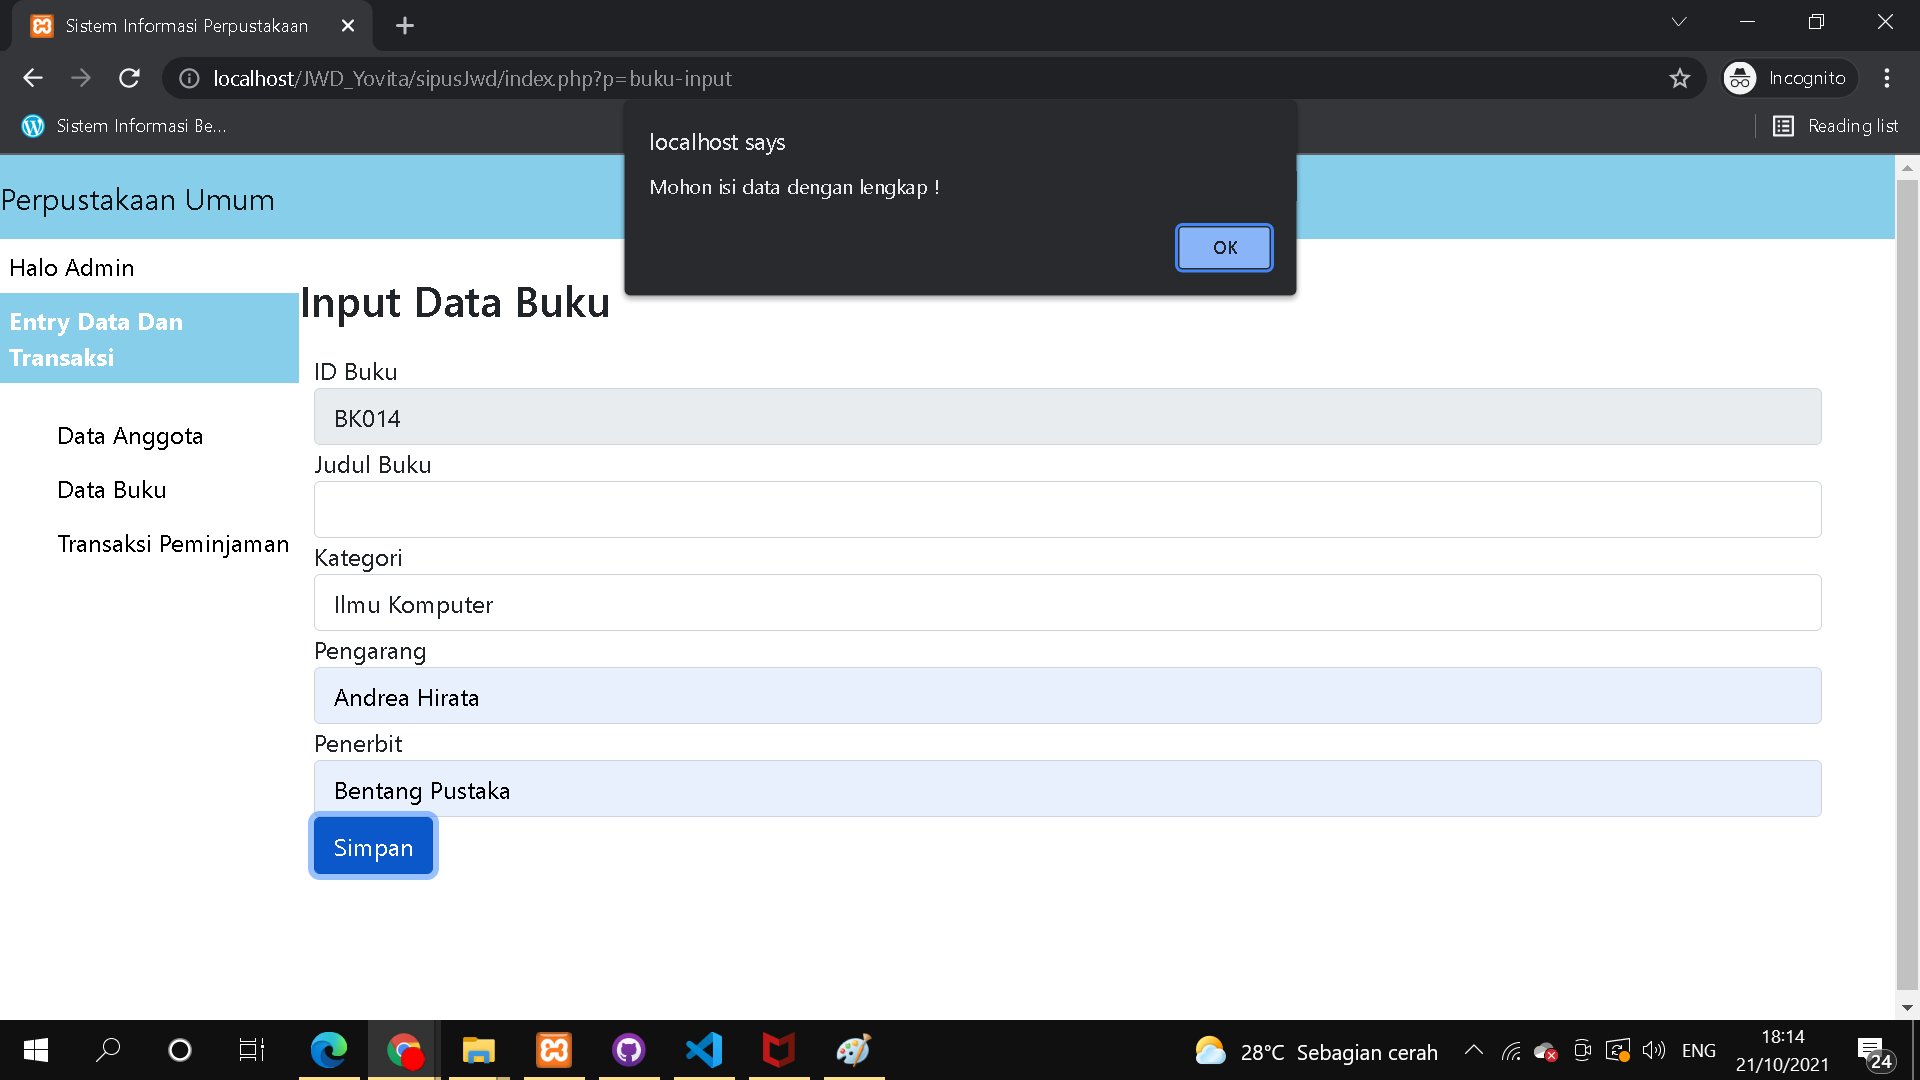 Sistem Informasi Perpustakaan
localhost/JWD_Yovita/sipusJwd/index.php?p=buku-input
Incognito
Sistem Informasi Be...
Reading list
localhost says
Mohon isi data dengan lengkap !
OK
Perpustakaan Umum
Halo Admin
Entry Data Dan
Transaksi
Data Anggota
Data Buku
Transaksi Peminjaman
Input Data Buku
ID Buku
BK014
Judul Buku
Kategori
Ilmu Komputer
Pengarang
Andrea Hirata
Penerbit
Bentang Pustaka
Simpan
28°C Sebagian cerah
ENG
18:14
21/10/2021
24